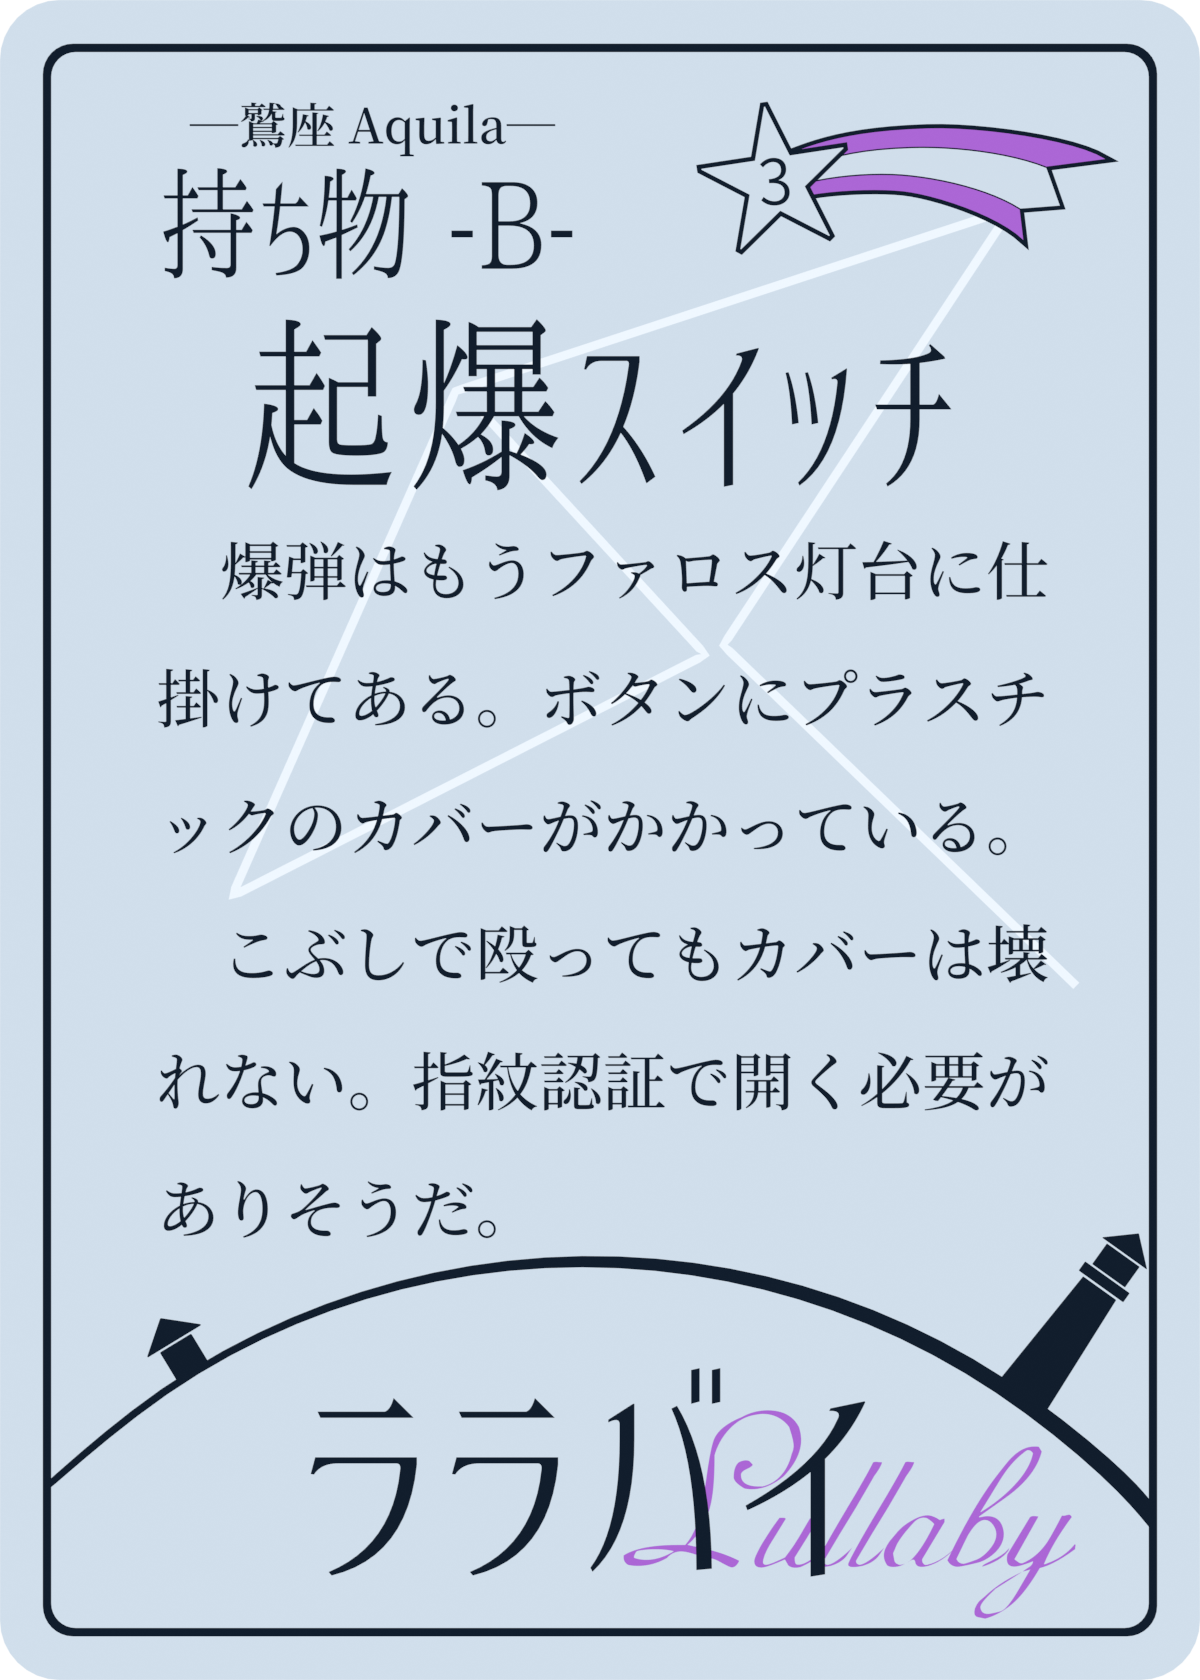 ―鷲座 Aquila―
3
持ち物 -B-
起爆スイッチ
爆弾はもうファロス灯台に仕
掛けてある。ボタンにプラスチ
ックのカバーがかかっている。
こぶしで殴ってもカバーは壊
れない。指紋認証で開く必要が
ありそうだ。
ララバイ
Lullaby